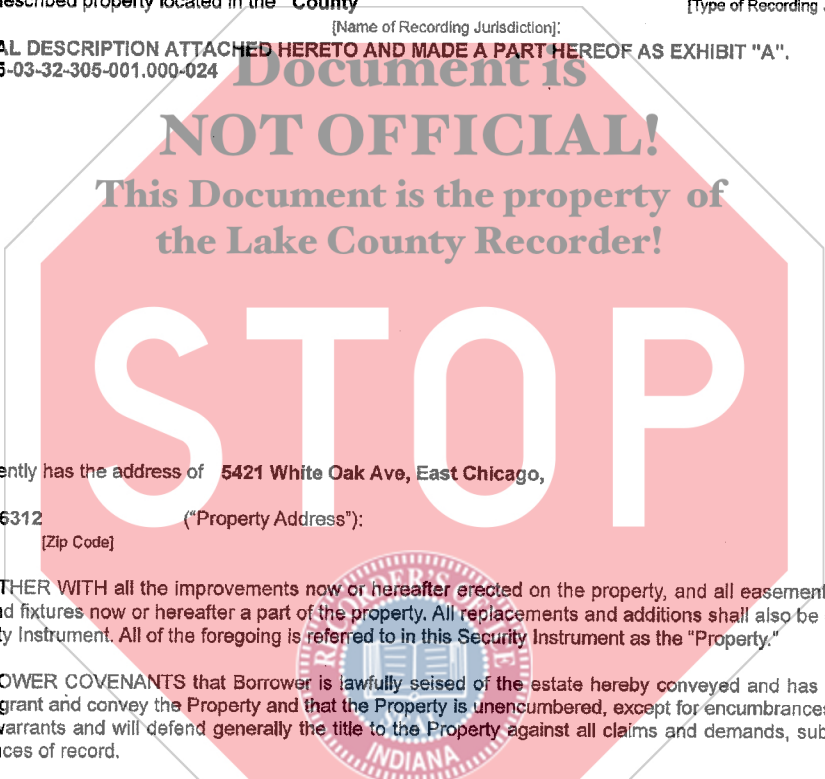 described property located in the County
[Type of Recording
[Name of Recording Jurisdiction]:
AL DESCRIPTION ATTACHED HERETO AND MADE A PART HEREOF AS EXHIBIT "A".
5-03-32-305-001.000-024
Document is
NOT OFFICIAL!
This Document is the property of
the Lake County Recorder!
STOP
ently has the address of 5421 White Oak Ave, East Chicago,
6312 ("Property Address"):
[Zip Code]
THER WITH all the improvements now or hereafter erected on the property, and all easement
d fixtures now or hereafter a part of the property. All replacements and additions shall also be
ty Instrument. All of the foregoing is referred to in this Security Instrument as the "Property."
OWER COVENANTS that Borrower is lawfully seised of the estate hereby conveyed and has
grant and convey the Property and that the Property is unencumbered, except for encumbrances
warrants and will defend generally the title to the Property against all claims and demands, sub
nces of record.
RECORDER'S OFFICE
INDIANA